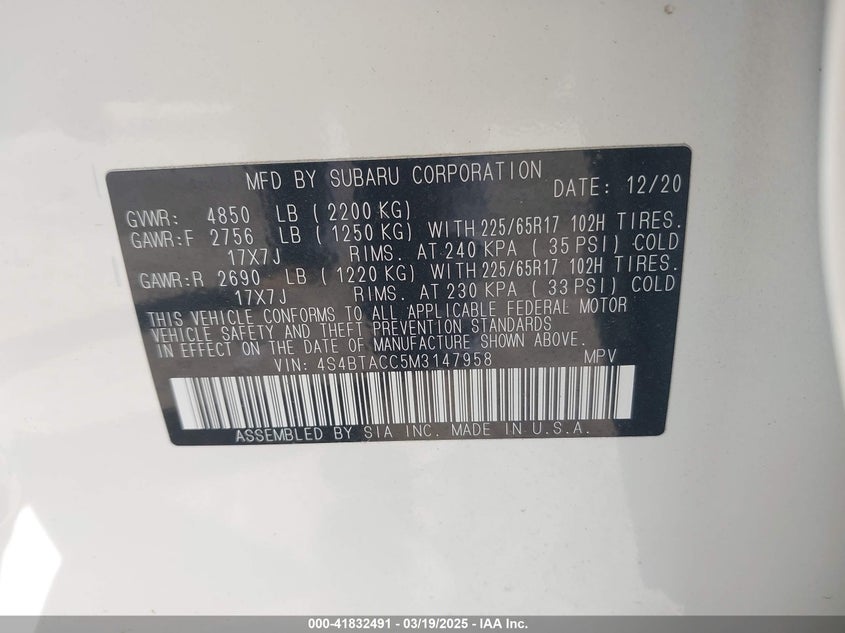 MFD BY SUBARU CORPORATION DATE: 12/20
GVWR: 4850 LB ( 2200 KG)
GAWR:F 2756 LB ( 1250 KG) WITH 225/65R17 102H TIRES.
17X7J RIMS. AT 240 KPA ( 35 PSI) COLD
GAWR:R 2690 LB ( 1220 KG) WITH 225/65R17 102H TIRES.
17X7J RIMS. AT 230 KPA ( 33 PSI) COLD
THIS VEHICLE CONFORMS TO ALL APPLICABLE FEDERAL MOTOR
VEHICLE SAFETY AND THEFT PREVENTION STANDARDS
IN EFFECT ON THE DATE OF MANUFACTURE SHOWN ABOVE.
VIN: 4S4BTACC5M3147958 MPV
ASSEMBLED BY SIA INC. MADE IN U.S.A.
000-41832491 - 03/19/2025 - IAA Inc.